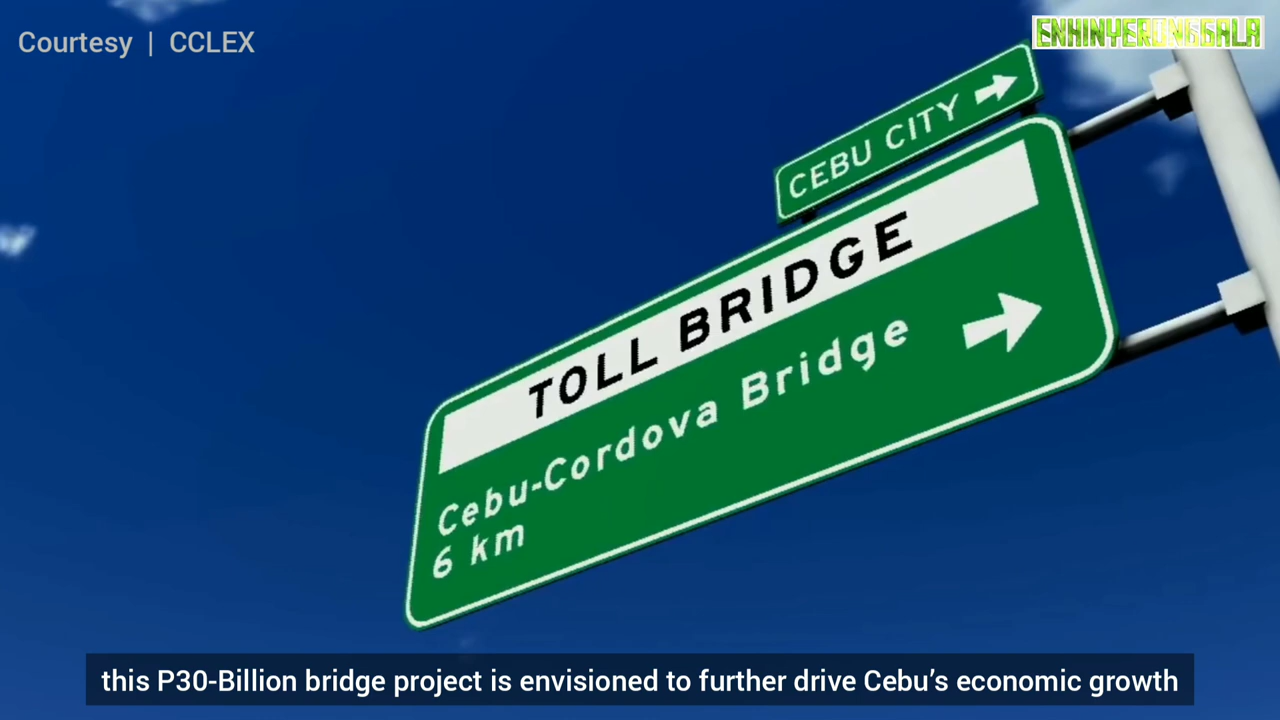 Courtesy | CCLEX
ENHINYERONGGALA
CEBU CITY
TOLL BRIDGE
Cebu-Cordova Bridge
6 km
this P30-Billion bridge project is envisioned to further drive Cebu’s economic growth